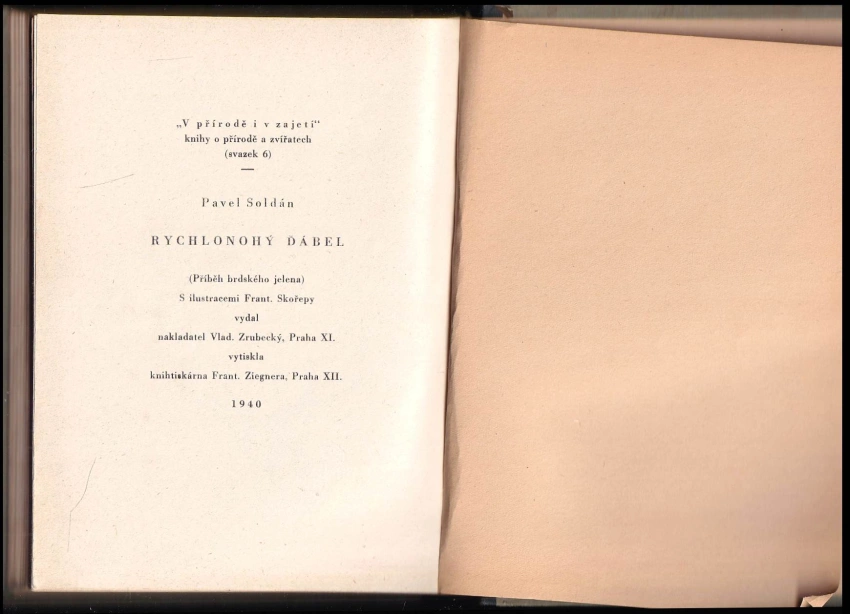 „V přírodě i v zajetí“
knihy o přírodě a zvířatech
(svazek 6)
Pavel Soldán
RYCHLONOHÝ ĎÁBEL
(Příběh brdského jelena)
S ilustracemi Frant. Skořepy
vydal
nakladatel Vlad. Zrubecký, Praha XI.
vytiskla
knihtiskárna Frant. Ziegnera, Praha XII.
1940